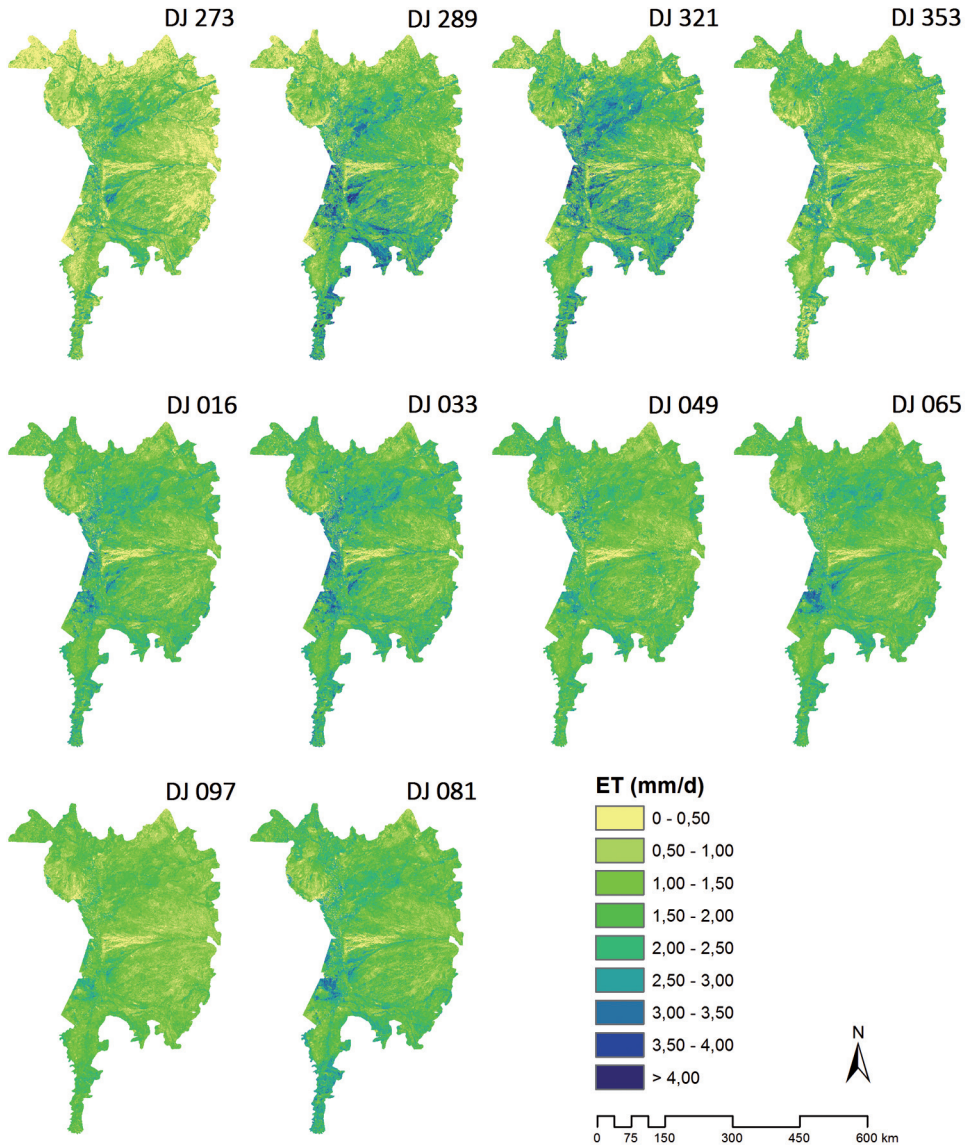 DJ 273
DJ 289
DJ 321
DJ 353
DJ 016
DJ 033
DJ 049
DJ 065
DJ 097
DJ 081
ET (mm/d)
0 - 0,50
0,50 - 1,00
1,00 - 1,50
1,50 - 2,00
2,00 - 2,50
2,50 - 3,00
3,00 - 3,50
3,50 - 4,00
> 4,00
N
0 75 150 300 450 600 km